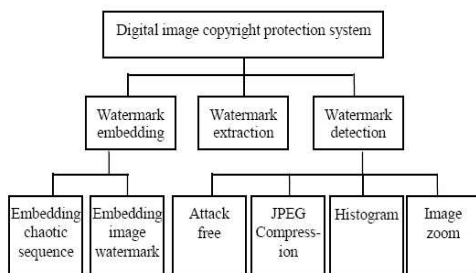 Digital image copyright protection system
Watermark
embedding
Watermark
extraction
Watermark
detection
Embedding
chaotic
sequence
Embedding
image
watermark
Attack
free
JPEG
Compress-
ion
Histogram
Image
zoom